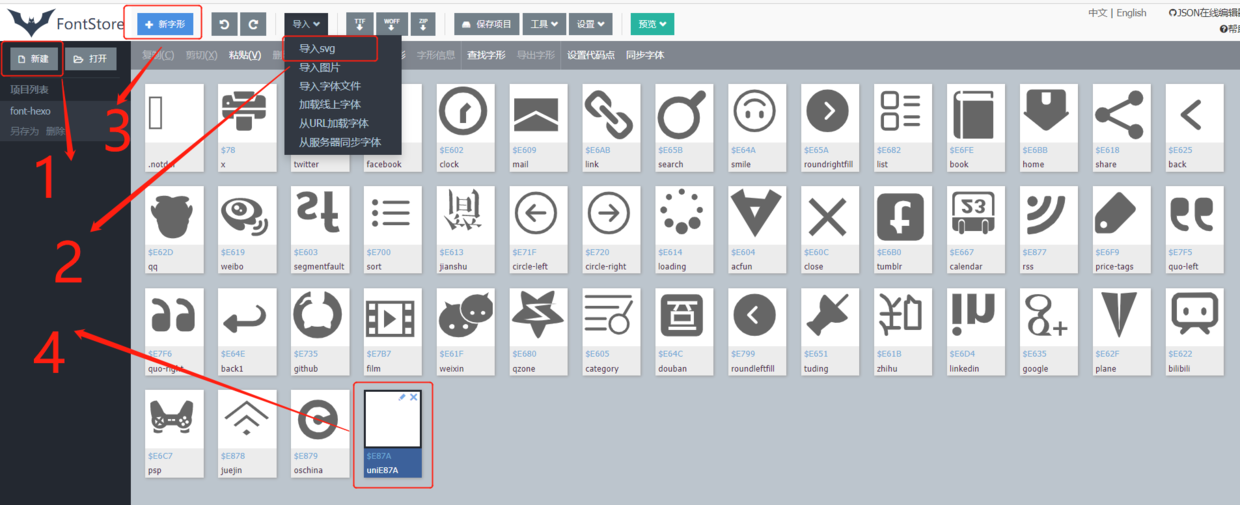 FontStore
+ 新字形
导入
TTF
WOFF
ZIP
保存项目
工具
设置
预览
中文 | English
JSON在线编辑器
新建
打开
复制(C)
剪切(X)
粘贴(V)
字形信息
查找字形
导出字形
设置代码点
同步字体
导入svg
导入图片
导入字体文件
加载线上字体
从URL加载字体
从服务器同步字体
项目列表
font-hexo
另存为 删除
1
2
3
4
.notdef
$78
x
twitter
facebook
$E602
clock
$E609
mail
$E6AB
link
$E65B
search
$E64A
smile
$E65A
roundrightfill
$E682
list
$E6FE
book
$E6BB
home
$E618
share
$E625
back
$E62D
qq
$E619
weibo
$E603
segmentfault
$E700
sort
$E613
jianshu
$E71F
circle-left
$E720
circle-right
$E614
loading
$E604
acfun
$E60C
close
$E6B0
tumblr
23
$E667
calendar
$E877
rss
$E6F9
price-tags
$E7F5
quo-left
$E7F6
quo-right
$E64E
back1
$E735
github
$E7B7
film
$E61F
weixin
$E680
qzone
$E605
category
$E64C
douban
$E799
roundleftfill
$E651
tuding
$E61B
zhihu
$E6D4
linkedin
$E635
google
$E62F
plane
$E622
bilibili
$E6C7
psp
$E878
juejin
$E879
oschina
$E87A
uniE87A